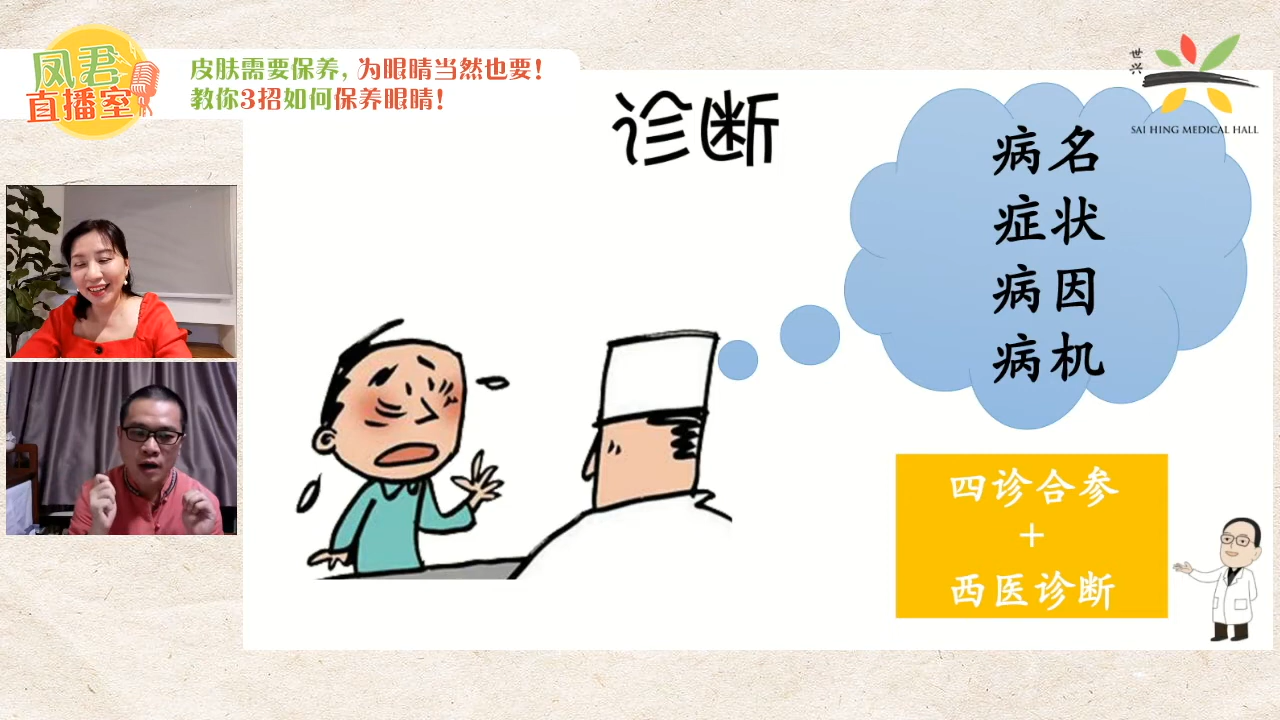 凤君
直播室
皮肤需要保养，为眼睛当然也要！
教你3招如何保养眼睛！
世兴
SAI HING MEDICAL HALL
诊断
病名
症状
病因
病机
四诊合参
+
西医诊断